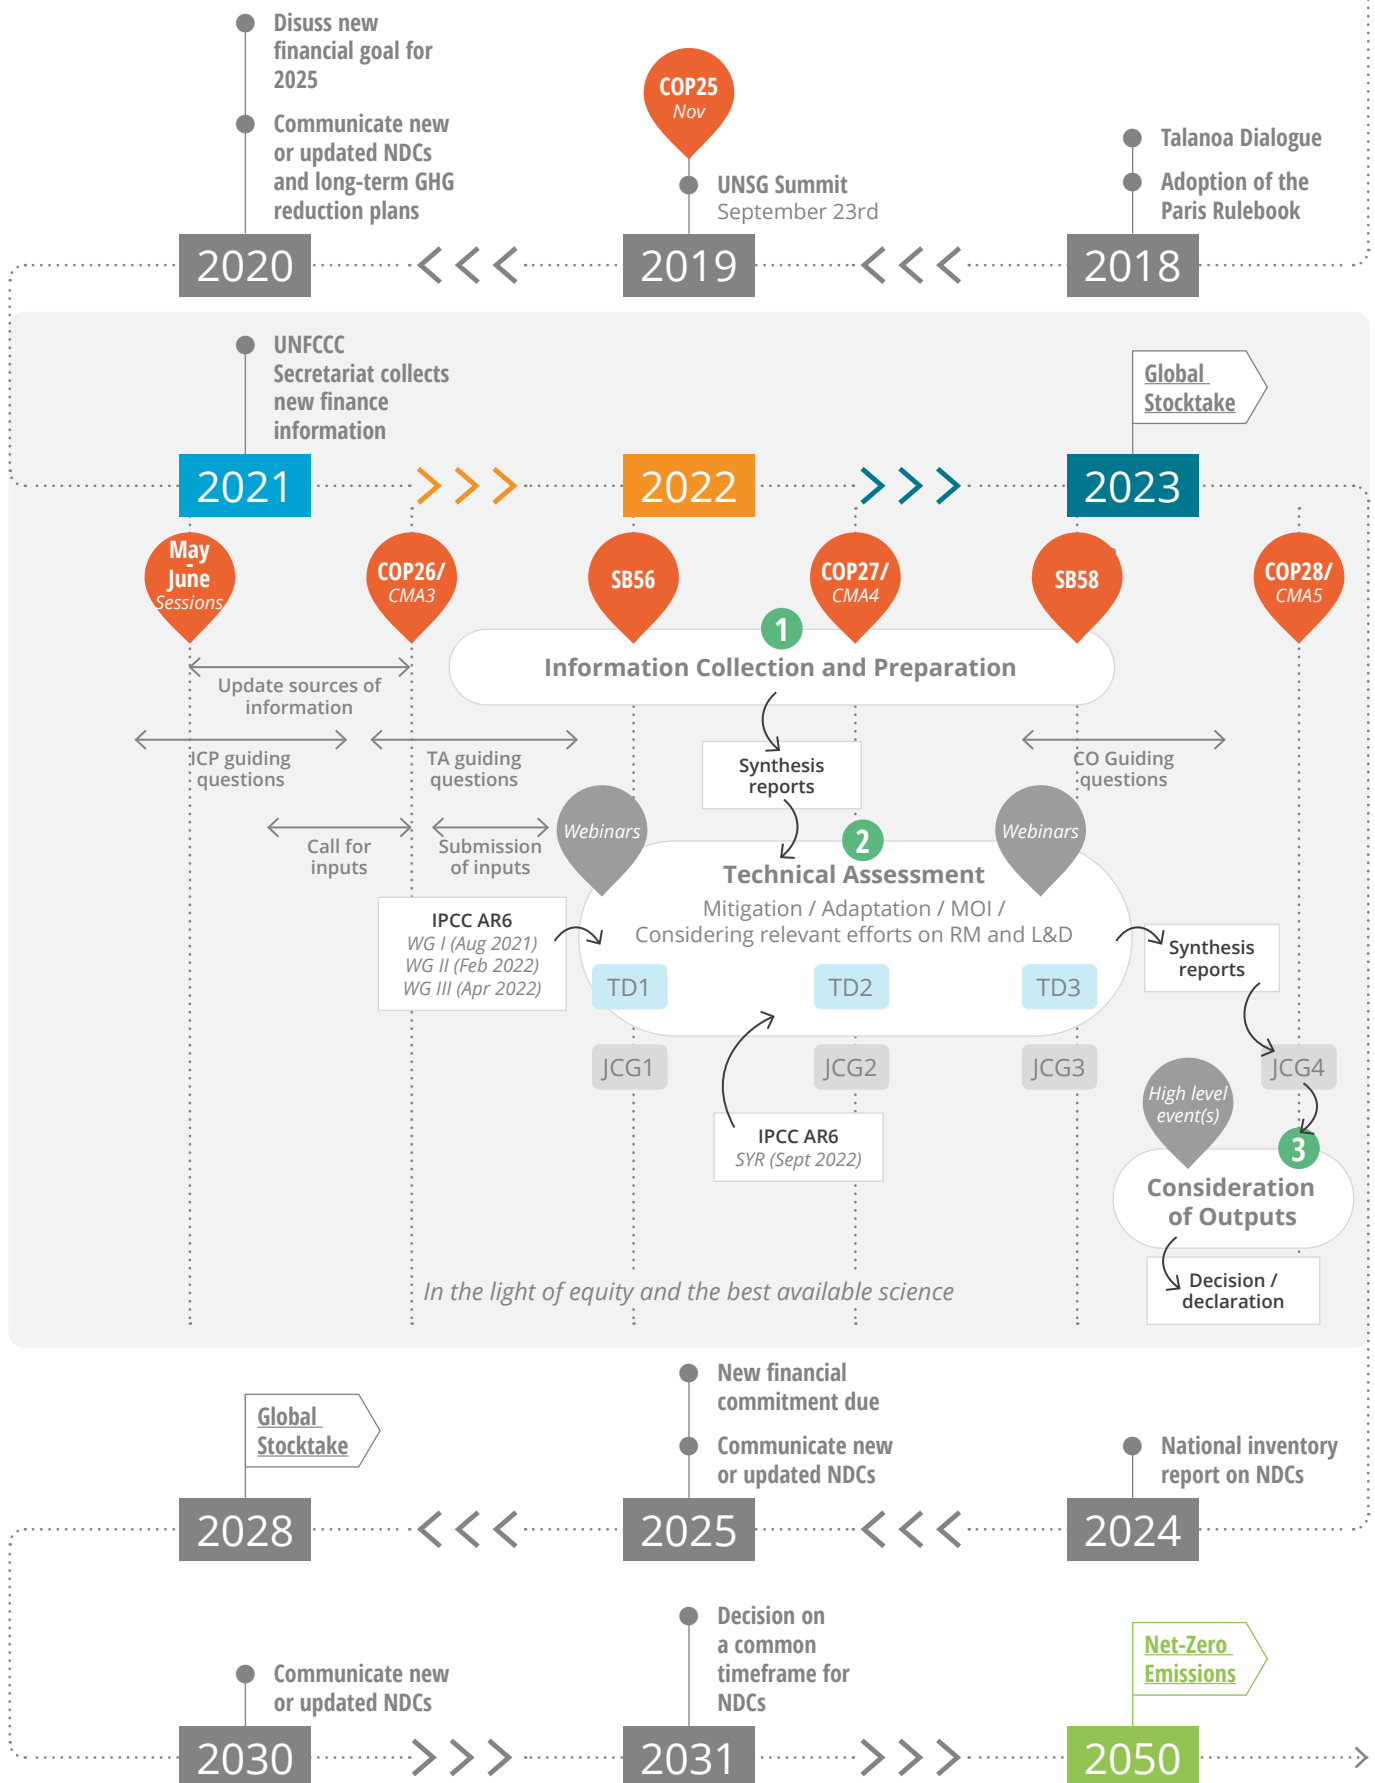 Disuss new
financial goal for
2025
Communicate new
or updated NDCs
and long-term GHG
reduction plans
COP25
Nov
UNSG Summit
September 23rd
Talanoa Dialogue
Adoption of the
Paris Rulebook
2020
2019
2018
UNFCCC
Secretariat collects
new finance
information
Global
Stocktake
2021
2022
2023
May
-
June
Sessions
COP26/
CMA3
SB56
COP27/
CMA4
SB58
COP28/
CMA5
1
Information Collection and Preparation
Update sources of
information
ICP guiding
questions
TA guiding
questions
Synthesis
reports
CO Guiding
questions
Call for
inputs
Submission
of inputs
Webinars
Webinars
2
Technical Assessment
Mitigation / Adaptation / MOI /
Considering relevant efforts on RM and L&D
IPCC AR6
WG I (Aug 2021)
WG II (Feb 2022)
WG III (Apr 2022)
TD1
TD2
TD3
Synthesis
reports
JCG1
JCG2
JCG3
JCG4
IPCC AR6
SYR (Sept 2022)
High level
event(s)
3
Consideration
of Outputs
Decision /
declaration
In the light of equity and the best available science
Global
Stocktake
New financial
commitment due
Communicate new
or updated NDCs
National inventory
report on NDCs
2028
2025
2024
Communicate new
or updated NDCs
Decision on
a common
timeframe for
NDCs
Net-Zero
Emissions
2030
2031
2050